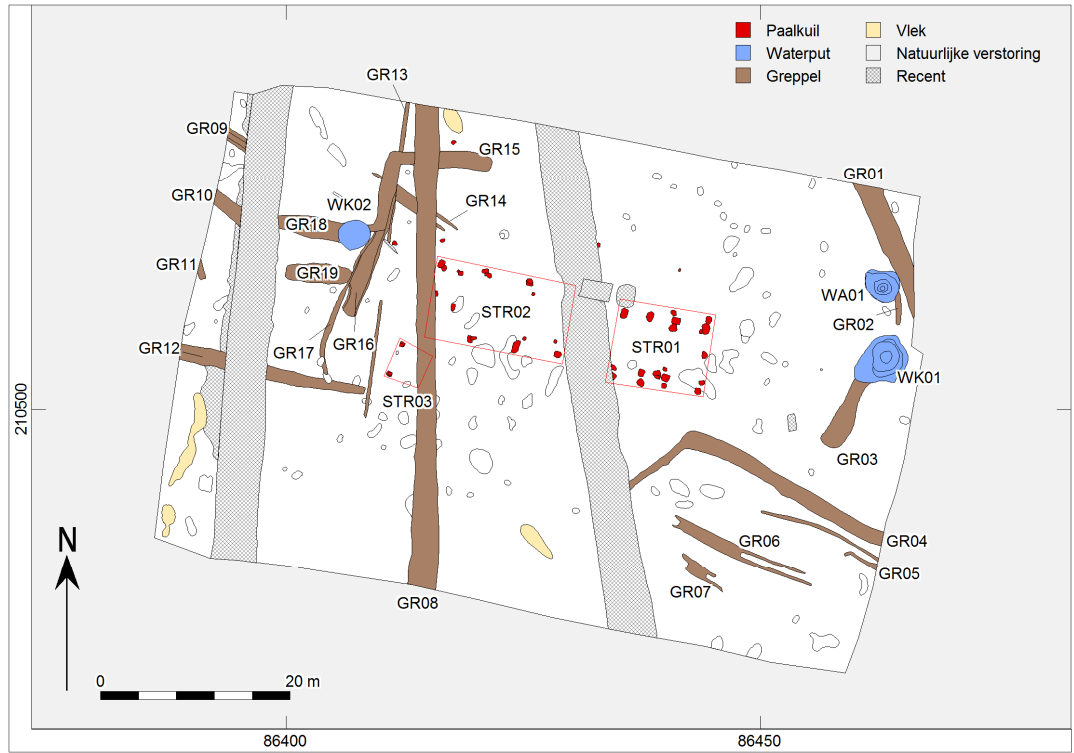 Paalkuil
Waterput
Greppel
Vlek
Natuurlijke verstoring
Recent
GR13
GR09
GR15
GR01
GR10
WK02
GR14
GR18
GR11
GR19
WA01
STR02
GR02
GR12
GR17
GR16
STR01
WK01
STR03
210500
GR03
GR04
GR06
GR05
GR07
GR08
N
0 20 m
86400
86450